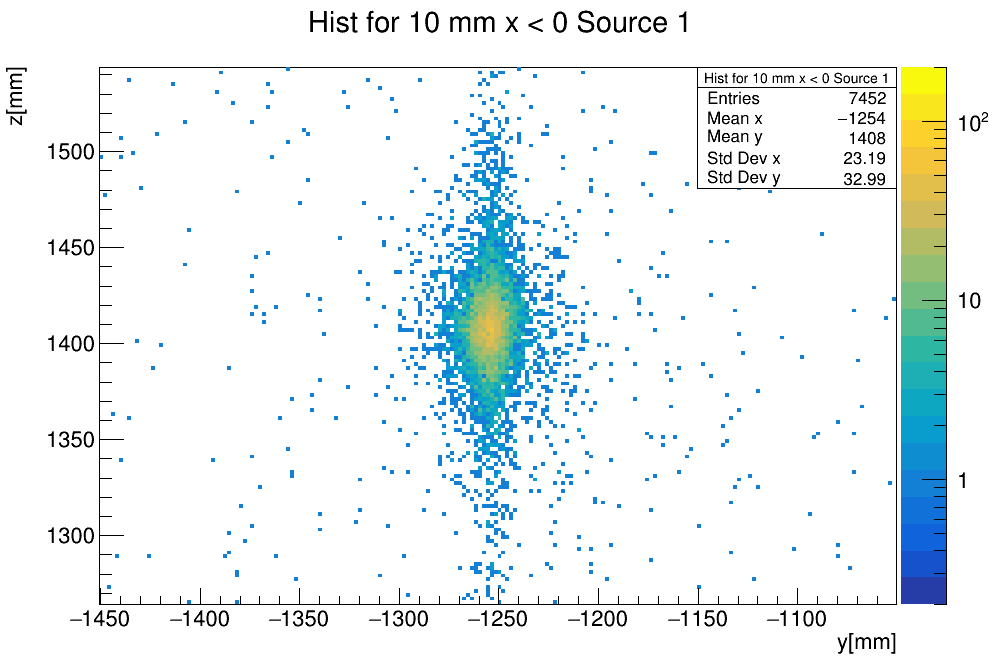 Hist for 10 mm x < 0 Source 1
z[mm]
Hist for 10 mm x < 0 Source 1
Entries 7452
Mean x −1254
Mean y 1408
Std Dev x 23.19
Std Dev y 32.99
10²
10
1
1500
1450
1400
1350
1300
−1450 −1400 −1350 −1300 −1250 −1200 −1150 −1100
y[mm]